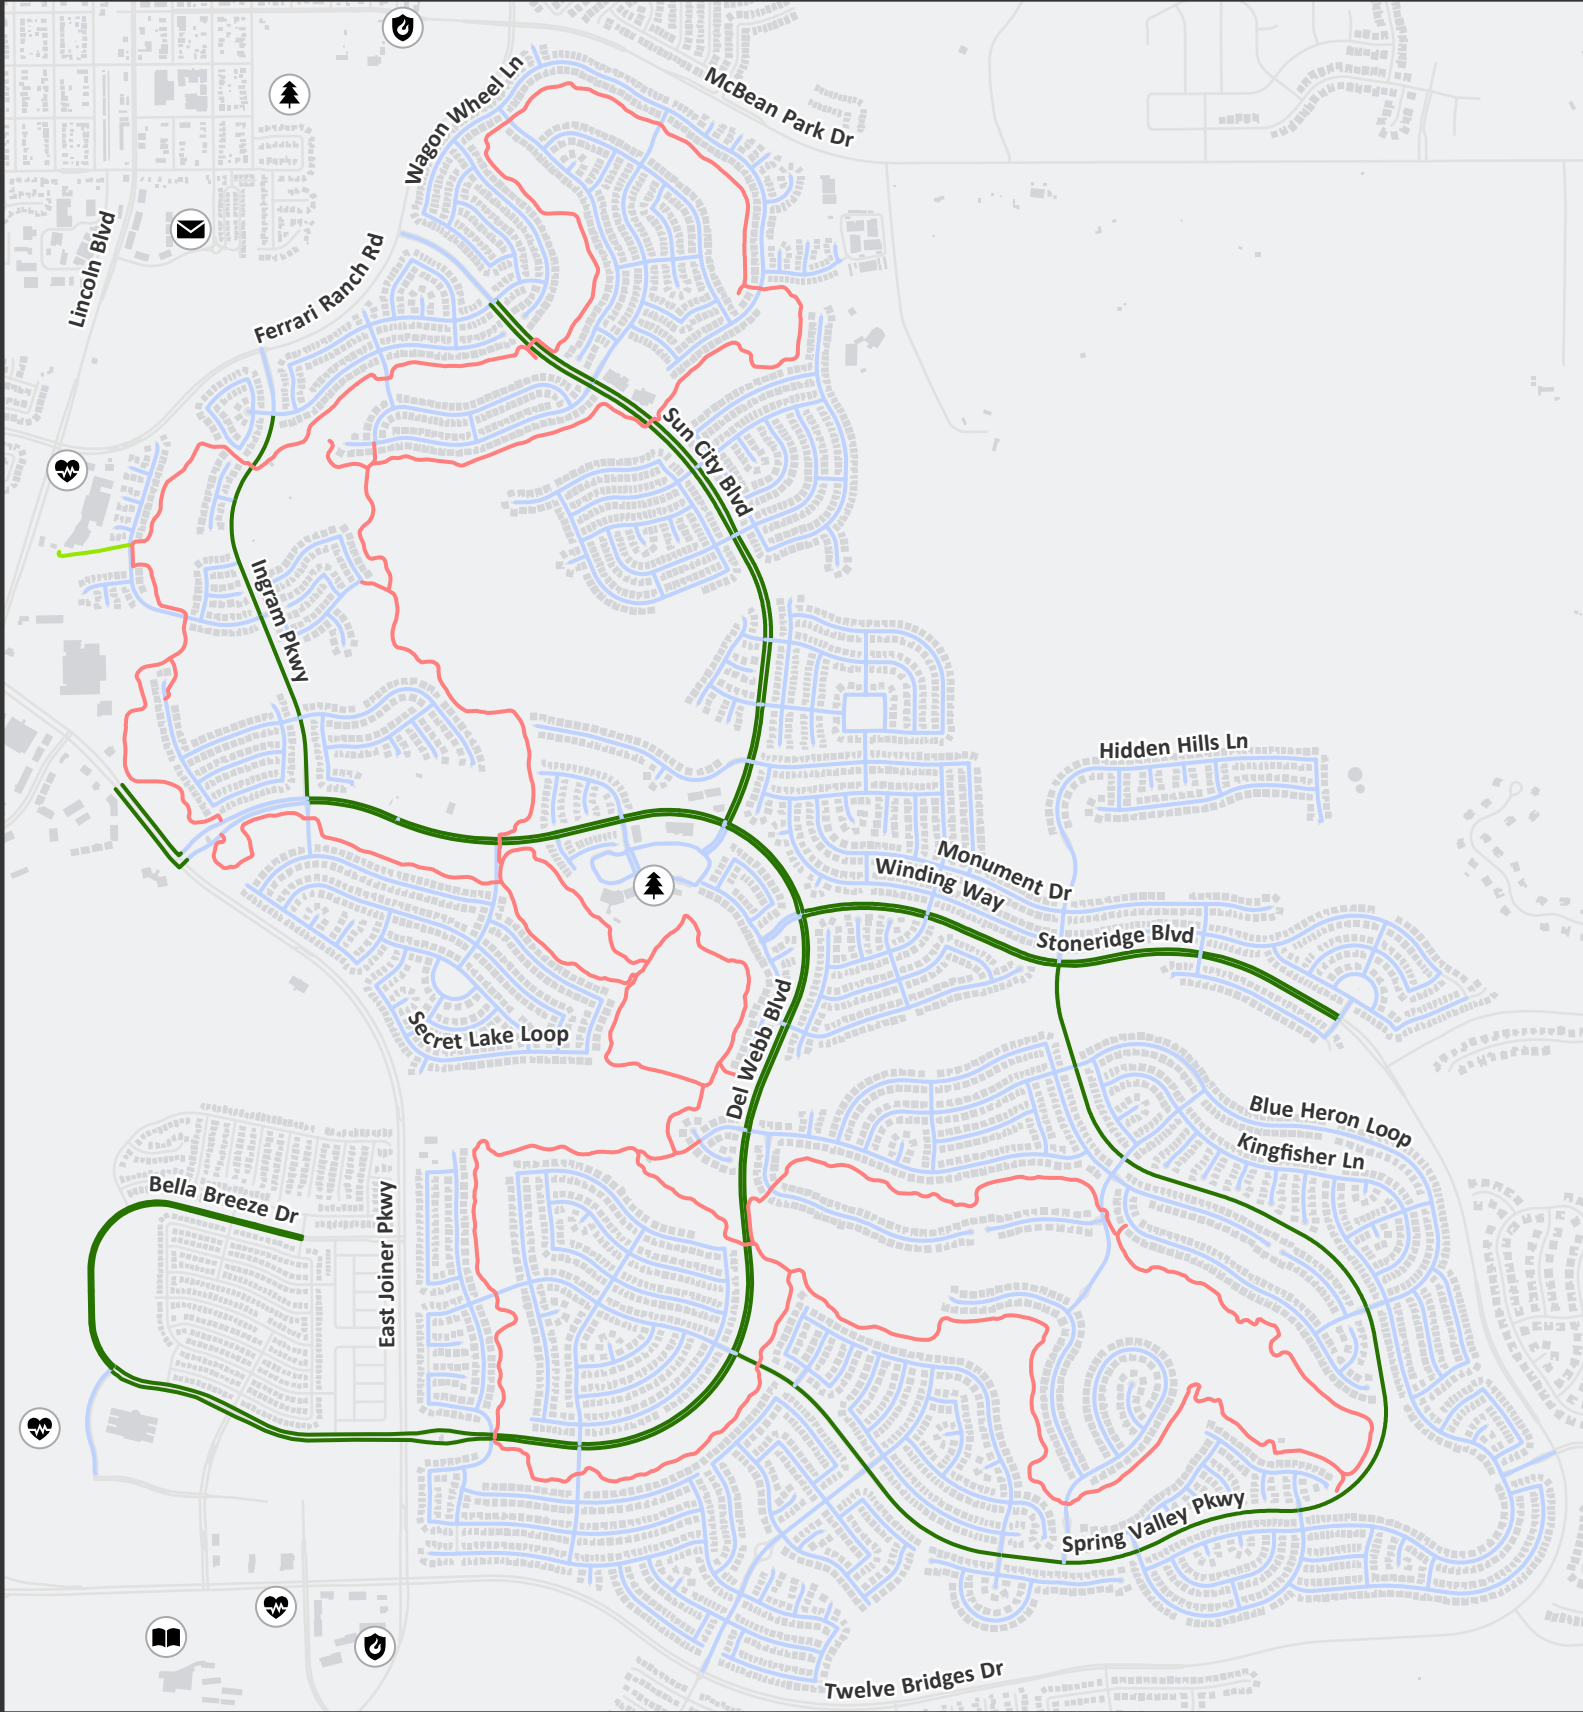 Wagon Wheel Ln
McBean Park Dr
Lincoln Blvd
Ferrari Ranch Rd
Sun City Blvd
Ingram Pkwy
Hidden Hills Ln
Monument Dr
Winding Way
Stoneridge Blvd
Secret Lake Loop
Del Webb Blvd
Blue Heron Loop
Kingfisher Ln
Bella Breeze Dr
East Joiner Pkwy
Spring Valley Pkwy
Twelve Bridges Dr